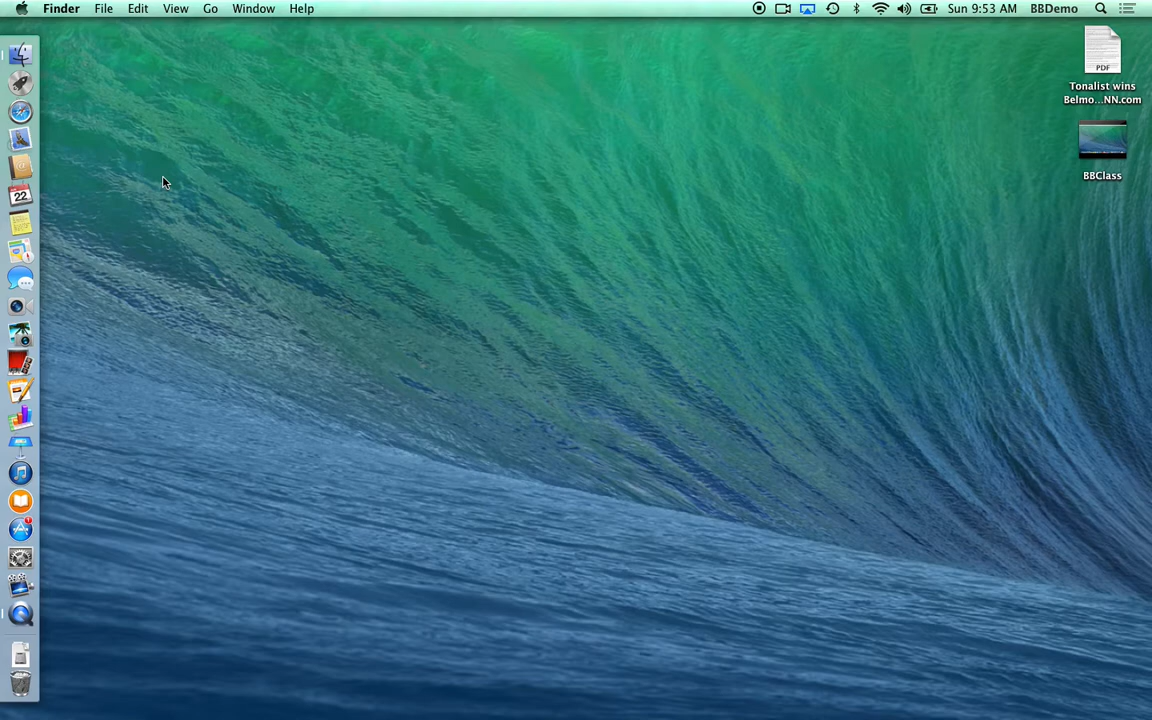 Finder File Edit View Go Window Help Sun 9:53 AM BBDemo
PDF
Tonalist wins
Belmo...NN.com
BBClass
22